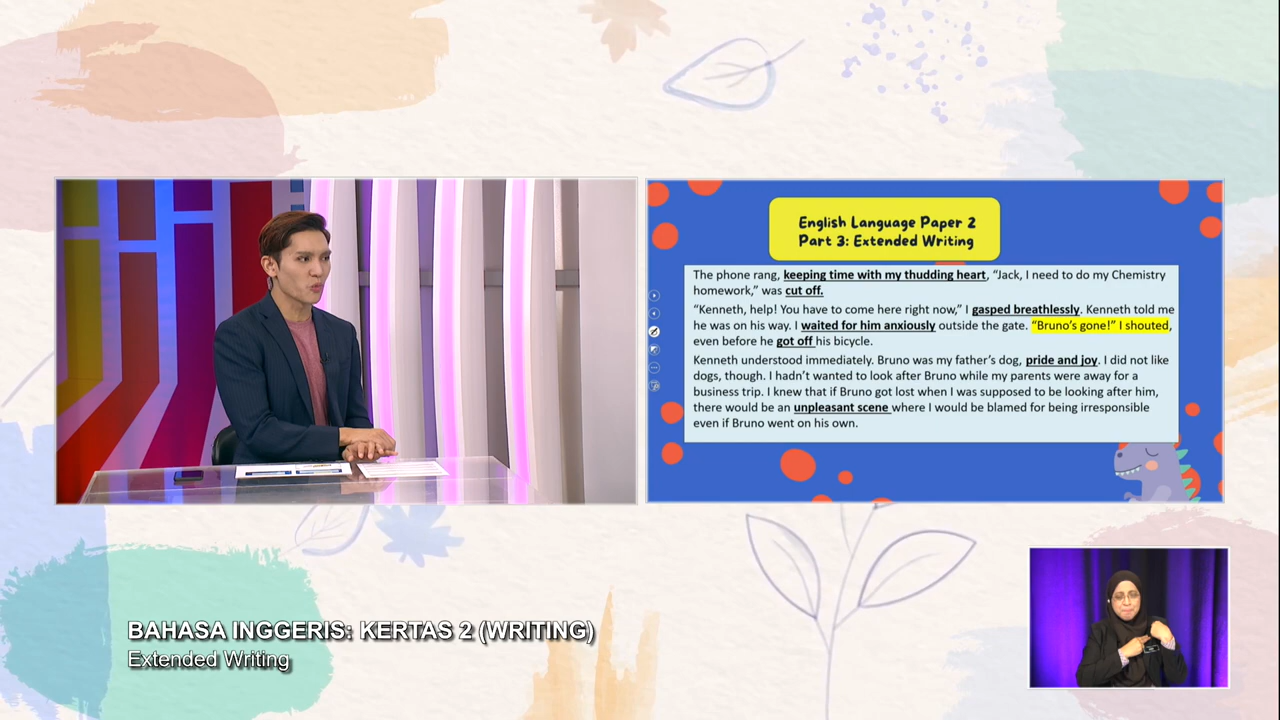 English Language Paper 2
Part 3: Extended Writing
The phone rang, keeping time with my thudding heart, “Jack, I need to do my Chemistry
homework,” was cut off.
“Kenneth, help! You have to come here right now,” I gasped breathlessly. Kenneth told me
he was on his way. I waited for him anxiously outside the gate. “Bruno’s gone!” I shouted,
even before he got off his bicycle.
Kenneth understood immediately. Bruno was my father’s dog, pride and joy. I did not like
dogs, though. I hadn’t wanted to look after Bruno while my parents were away for a
business trip. I knew that if Bruno got lost when I was supposed to be looking after him,
there would be an unpleasant scene where I would be blamed for being irresponsible
even if Bruno went on his own.
BAHASA INGGERIS: KERTAS 2 (WRITING)
Extended Writing